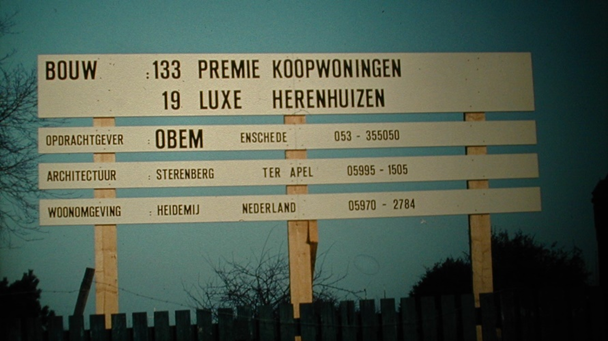 BOUW : 133 PREMIE KOOPWONINGEN
19 LUXE HERENHUIZEN
OPDRACHTGEVER : OBEM ENSCHEDE 053 - 355050
ARCHITECTUUR : STERENBERG TER APEL 05995 - 1505
WOONOMGEVING : HEIDEMIJ NEDERLAND 05970 - 2784